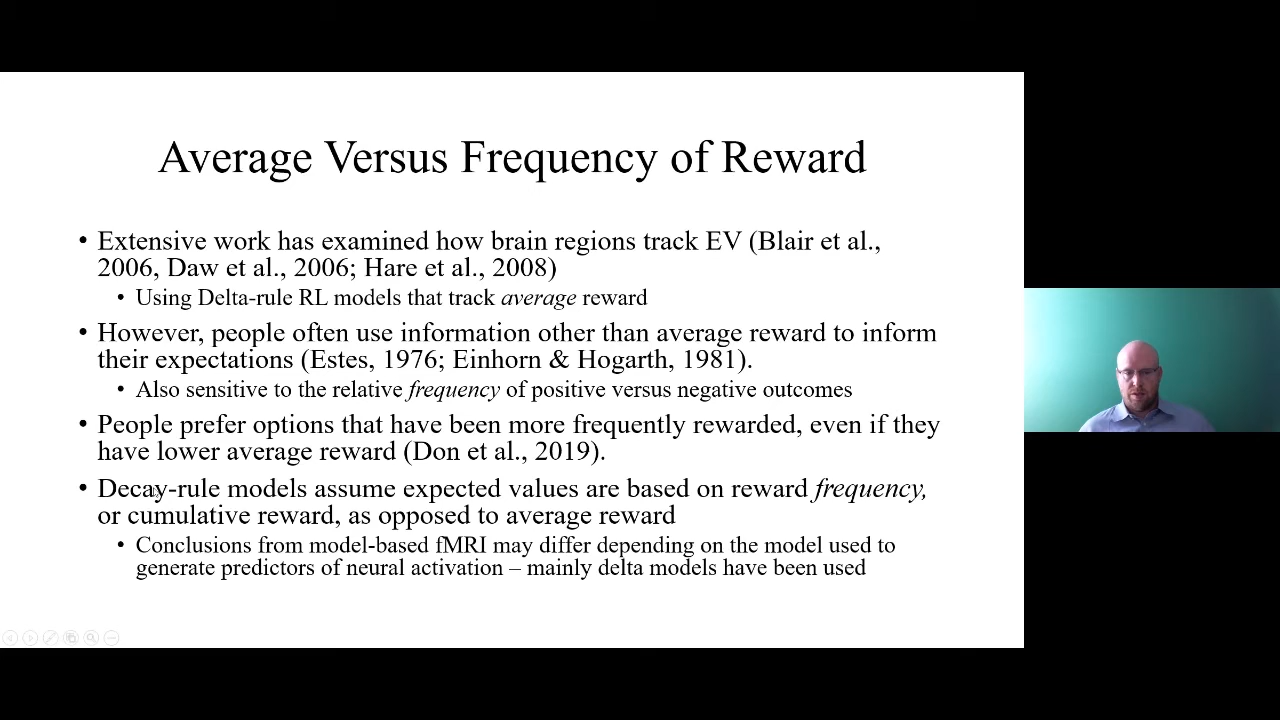 Average Versus Frequency of Reward
• Extensive work has examined how brain regions track EV (Blair et al.,
2006, Daw et al., 2006; Hare et al., 2008)
• Using Delta-rule RL models that track average reward
• However, people often use information other than average reward to inform
their expectations (Estes, 1976; Einhorn & Hogarth, 1981).
• Also sensitive to the relative frequency of positive versus negative outcomes
• People prefer options that have been more frequently rewarded, even if they
have lower average reward (Don et al., 2019).
• Decay-rule models assume expected values are based on reward frequency,
or cumulative reward, as opposed to average reward
• Conclusions from model-based fMRI may differ depending on the model used to
generate predictors of neural activation – mainly delta models have been used